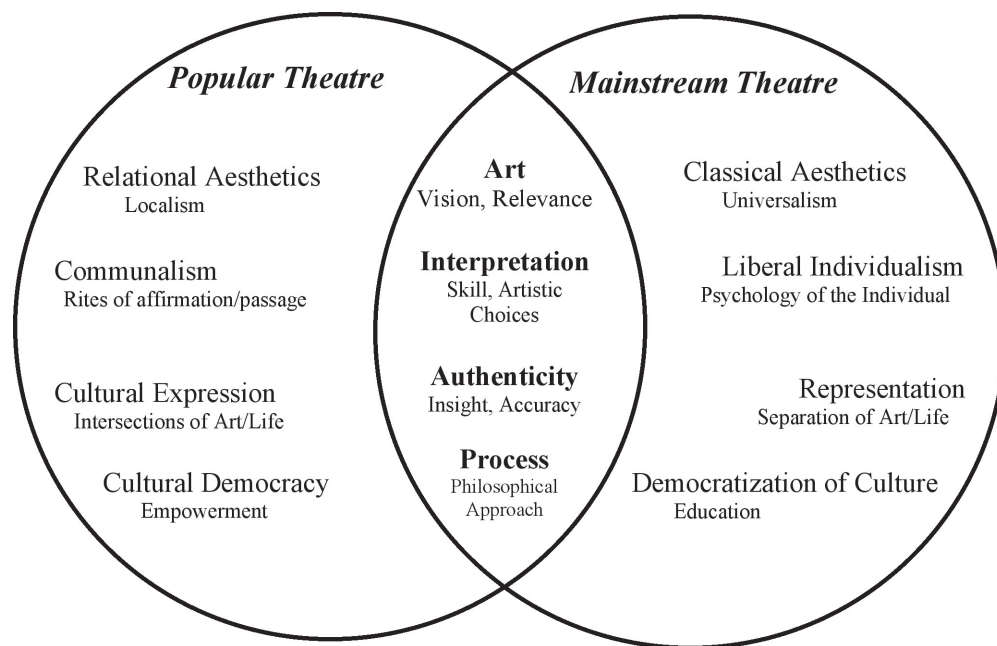 Popular Theatre
Relational Aesthetics
Localism
Communalism
Rites of affirmation/passage
Cultural Expression
Intersections of Art/Life
Cultural Democracy
Empowerment
Art
Vision, Relevance
Interpretation
Skill, Artistic
Choices
Authenticity
Insight, Accuracy
Process
Philosophical
Approach
Mainstream Theatre
Classical Aesthetics
Universalism
Liberal Individualism
Psychology of the Individual
Representation
Separation of Art/Life
Democratization of Culture
Education